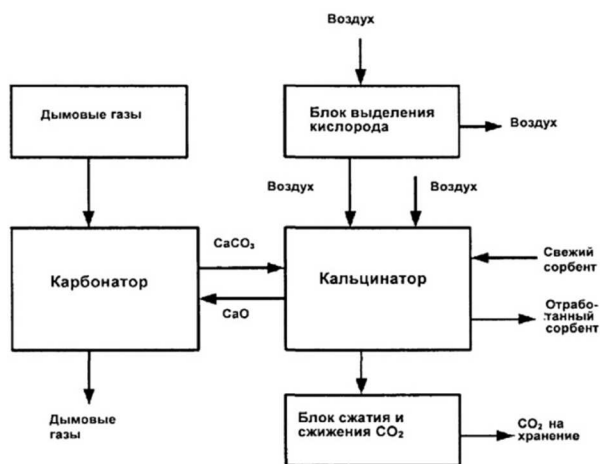 Воздух
Дымовые газы
Блок выделения
кислорода
Воздух
Воздух
Воздух
CaCO₃
Карбонатор
Кальцинатор
CaO
Свежий
сорбент
Отрабо-
танный
сорбент
Дымовые
газы
Блок сжатия и
сжижения CO₂
CO₂ на
хранение